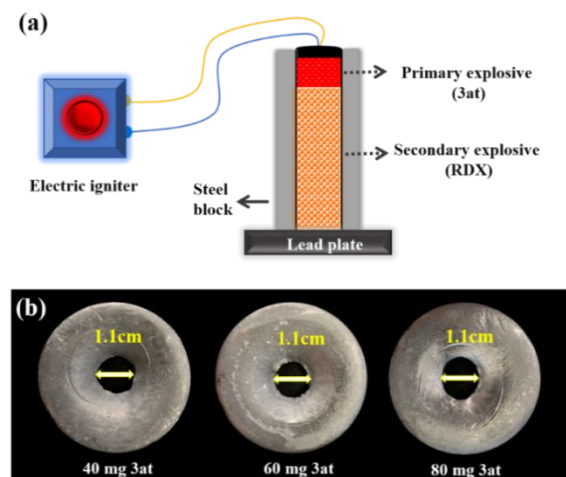 (a)
Primary explosive
(3at)
Secondary explosive
(RDX)
Electric igniter
Steel
block
Lead plate
(b)
1.1cm
1.1cm
1.1cm
40 mg 3at
60 mg 3at
80 mg 3at